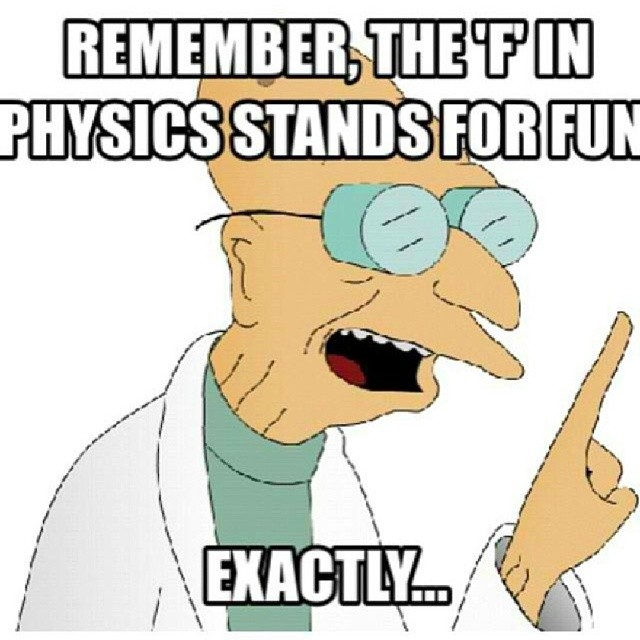 REMEMBER, THE 'F' IN
PHYSICS STANDS FOR FUN
EXACTLY...